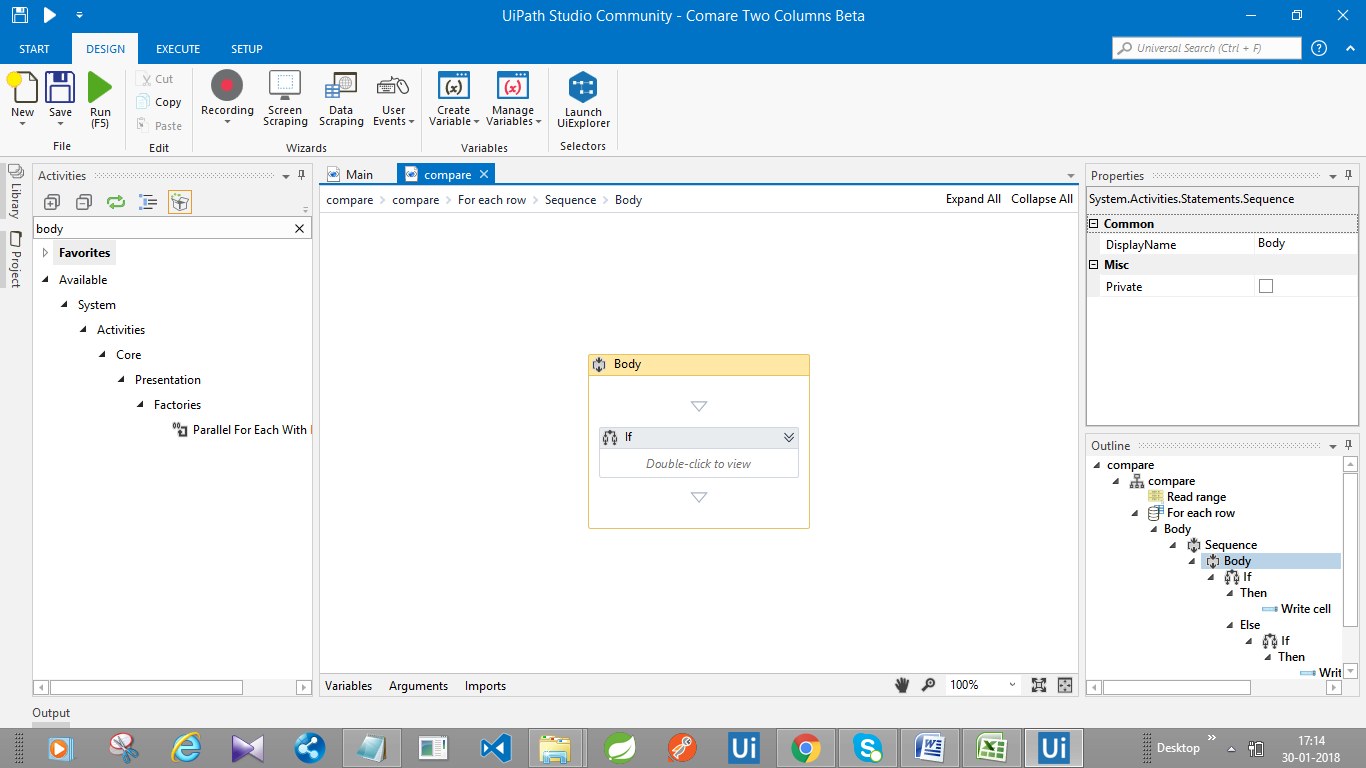 UiPath Studio Community - Comare Two Columns Beta
START DESIGN EXECUTE SETUP
Universal Search (Ctrl + F)
New
Save
Run
(F5)
File
Cut
Copy
Paste
Edit
Recording
Screen
Scraping
Data
Scraping
User
Events
Wizards
Create
Variable
Manage
Variables
Variables
Launch
UiExplorer
Selectors
Library
Project
Activities
body
Favorites
Available
System
Activities
Core
Presentation
Factories
Parallel For Each With
Main
compare
compare > compare > For each row > Sequence > Body
Expand All Collapse All
Body
If
Double-click to view
Variables Arguments Imports
100%
Properties
System.Activities.Statements.Sequence
Common
DisplayName Body
Misc
Private
Outline
compare
compare
Read range
For each row
Body
Sequence
Body
If
Then
Write cell
Else
If
Then
Writ
Output
Ui
Ui
Desktop
17:14
30-01-2018